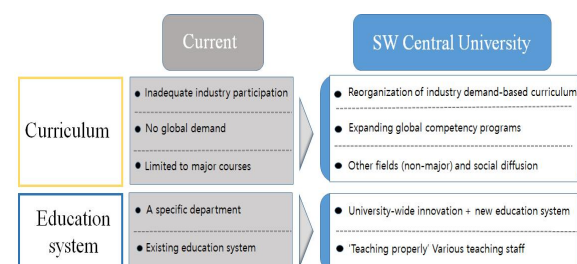 Current
SW Central University
Curriculum
● Inadequate industry participation
● No global demand
● Limited to major courses
● Reorganization of industry demand-based curriculum
● Expanding global competency programs
● Other fields (non-major) and social diffusion
Education
system
● A specific department
● Existing education system
● University-wide innovation + new education system
● 'Teaching properly' Various teaching staff